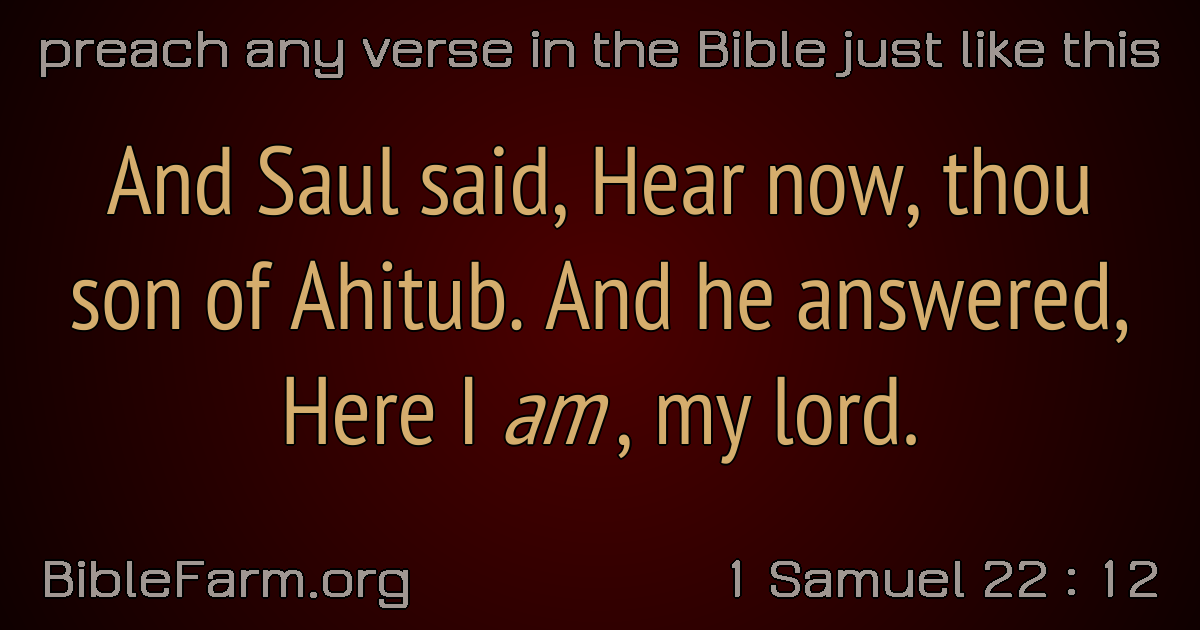 preach any verse in the Bible just like this
And Saul said, Hear now, thou
son of Ahitub. And he answered,
Here I am, my lord.
BibleFarm.org
1 Samuel 22 : 12